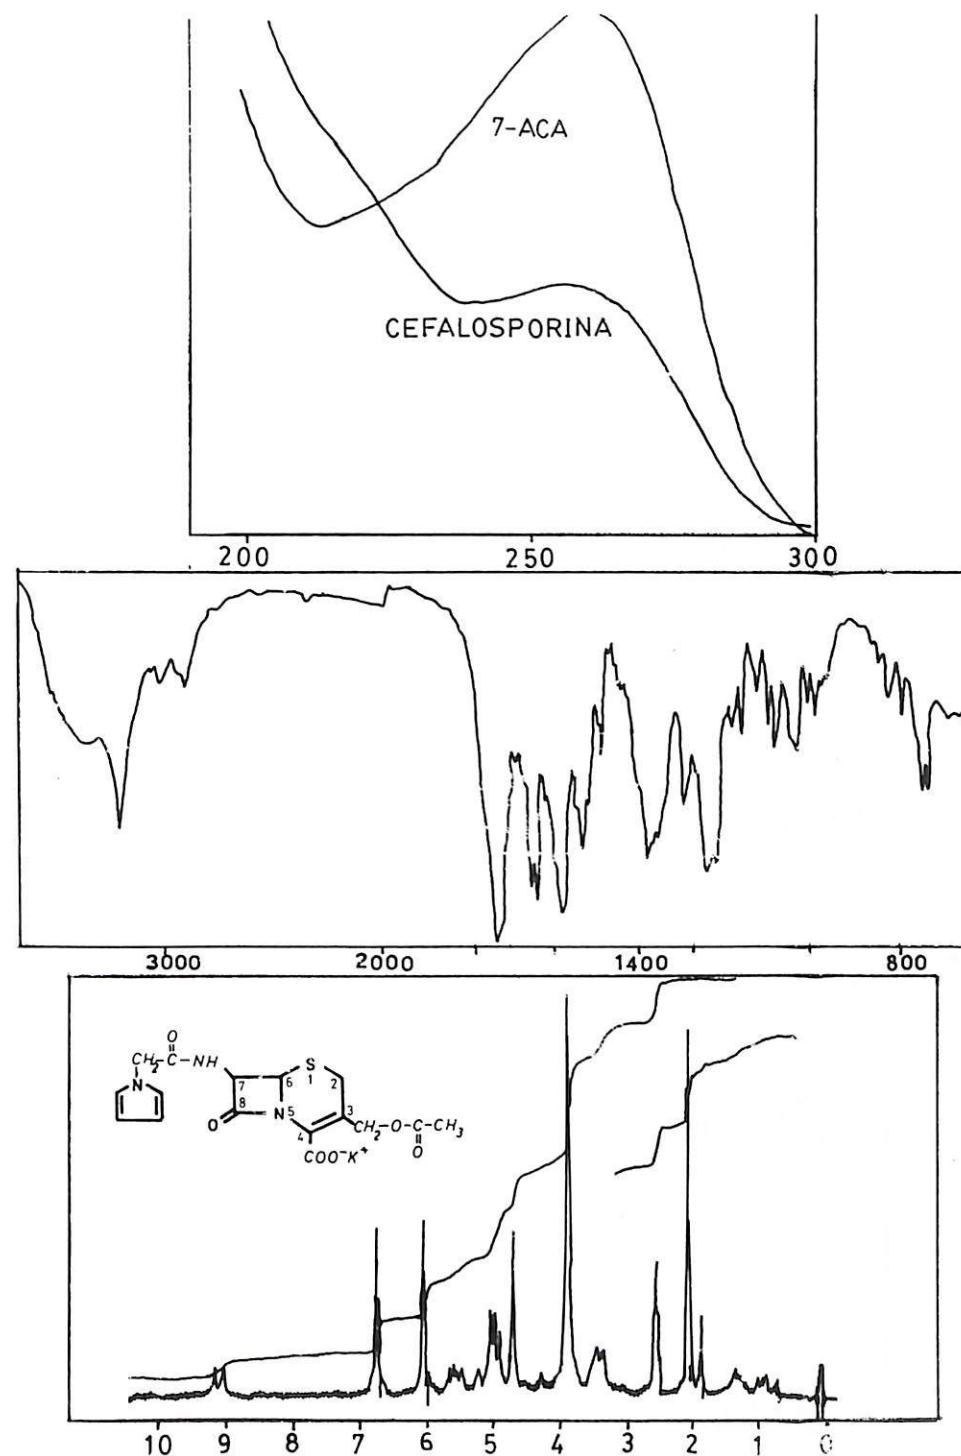 7-ACA
CEFALOSPORINA
200 250 300
3000 2000 1400 800
O
CH2-C-NH S
N 7 6 1 2
8 5 3
O N
4 CH2-O-C-CH3
COO⁻K⁺ O
10 9 8 7 6 5 4 3 2 1 0